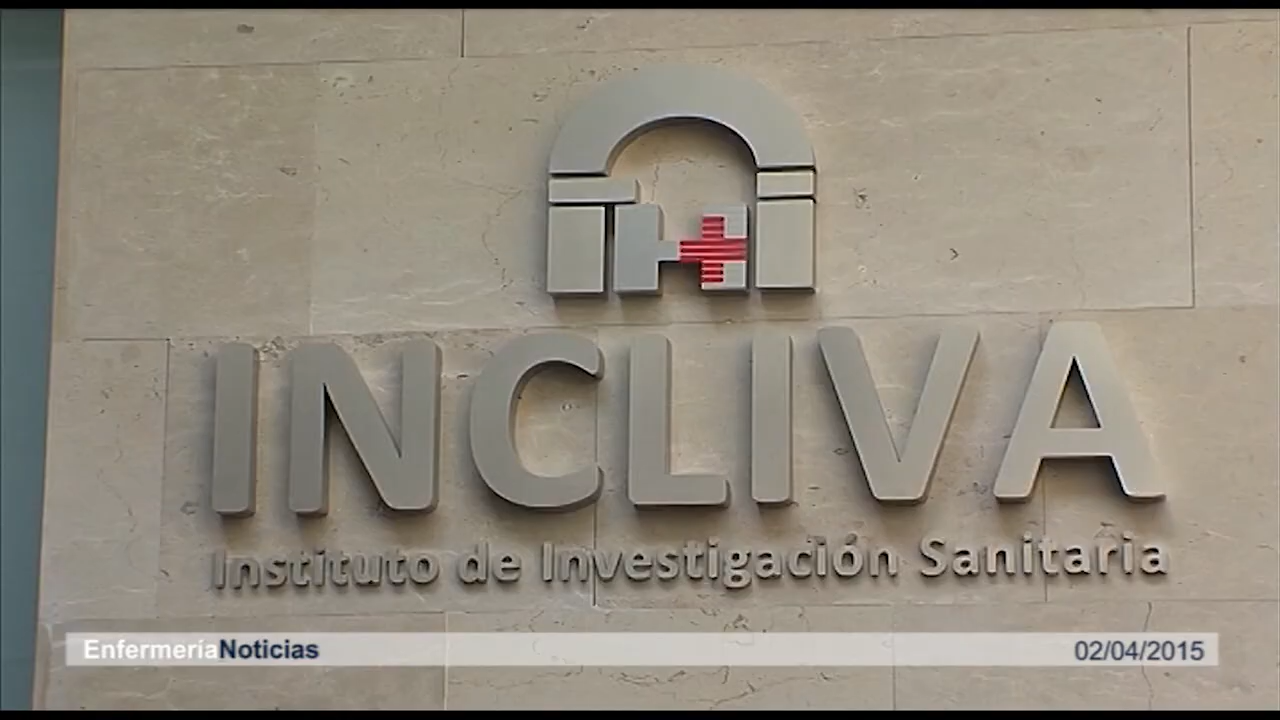 INCLIVA
Instituto de Investigación Sanitaria
EnfermeríaNoticias 02/04/2015